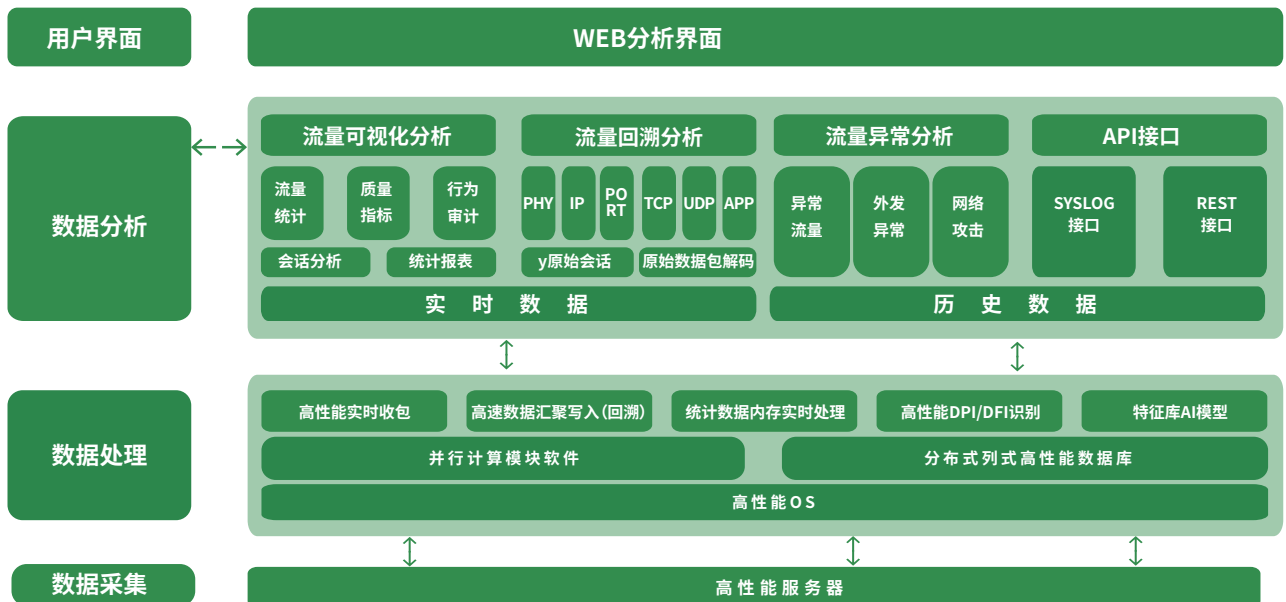 用户界面
WEB分析界面
数据分析
流量可视化分析
流量回溯分析
流量异常分析
API接口
流量
统计
质量
指标
行为
审计
PHY
IP
PO
RT
TCP
UDP
APP
异常
流量
外发
异常
网络
攻击
SYSLOG
接口
REST
接口
会话分析
统计报表
y原始会话
原始数据包解码
实时数据
历史数据
数据处理
高性能实时收包
高速数据汇聚写入(回溯)
统计数据内存实时处理
高性能DPI/DFI识别
特征库AI模型
并行计算模块软件
分布式列式高性能数据库
高性能OS
数据采集
高性能服务器